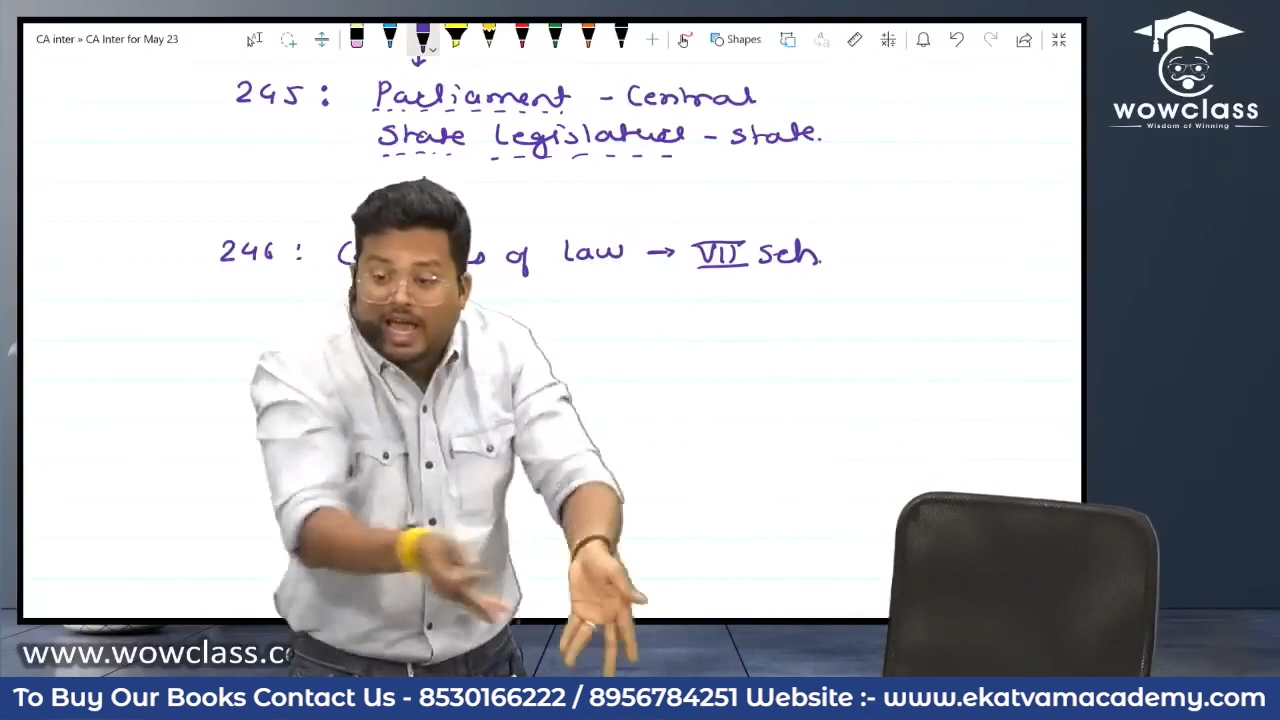 CA inter » CA Inter for May 23
Shapes
245 : Parliament - Central
State Legislature - State.
246 : of law → VII Sch.
wowclass
Wisdom of Winning
www.wowclass.c
To Buy Our Books Contact Us - 8530166222 / 8956784251 Website :- www.ekatvamacademy.com